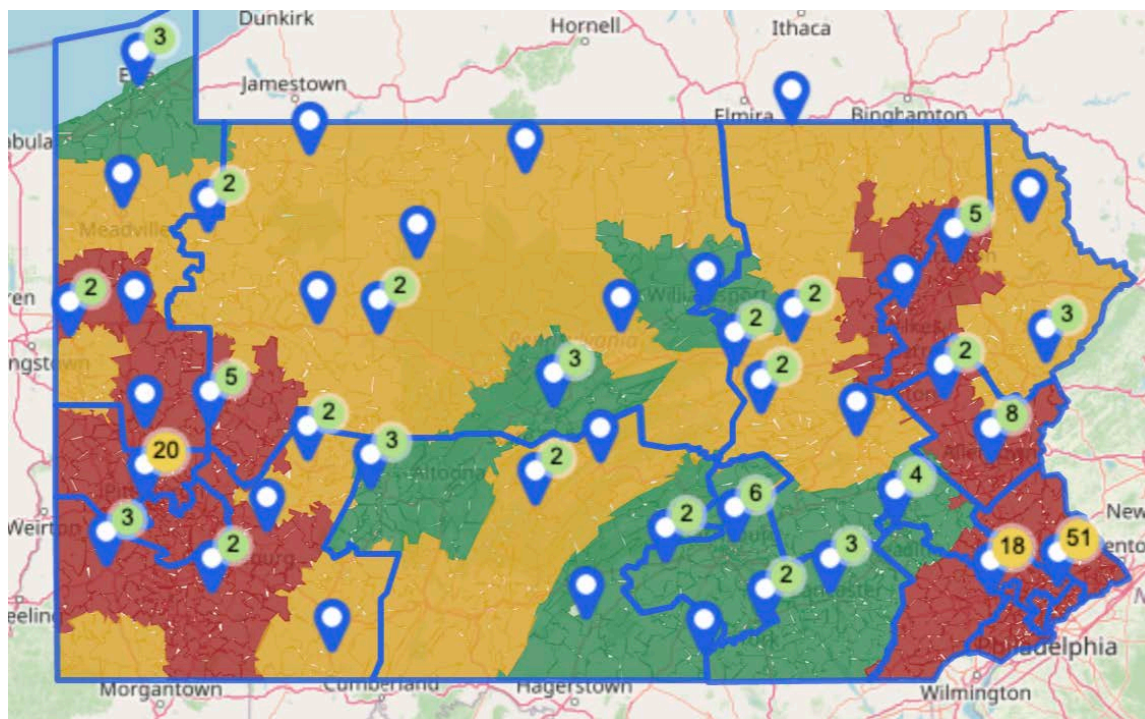 Dunkirk
Hornell
Ithaca
3
Jamestown
Elmira
Binghamton
2
Meadville
5
2
2
Williamsport
2
2
3
3
Pennsylvania
2
2
5
2
8
20
3
Altoona
2
4
6
Weirton
3
2
2
3
18
51
2
Philadelphia
Morgantown
Cumberland
Hagerstown
Wilmington